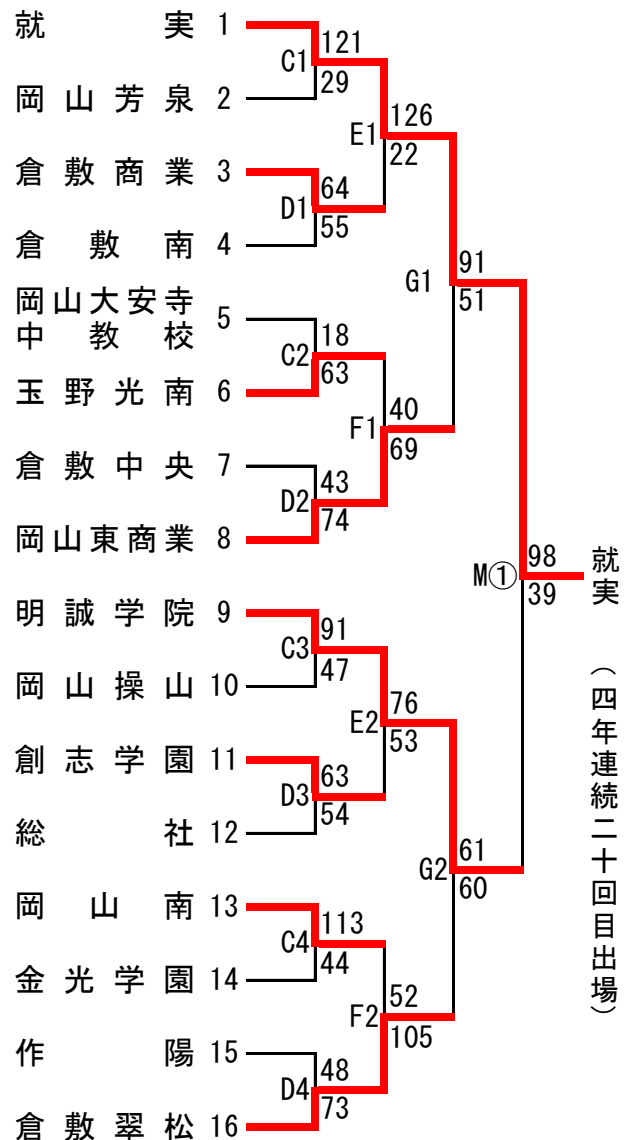 就実 1
121
C1
29
岡山芳泉 2
126
E1
22
倉敷商業 3
64
D1
55
倉敷南 4
91
G1
51
岡山大安寺
中教校
5
18
C2
63
玉野光南 6
40
F1
69
倉敷中央 7
43
D2
74
岡山東商業 8
98
M①
39
就実
(四年連続二十回目出場)
明誠学院 9
91
C3
47
岡山操山 10
76
E2
53
創志学園 11
63
D3
54
総社 12
61
G2
60
岡山南 13
113
C4
44
金光学園 14
52
F2
105
作陽 15
48
D4
73
倉敷翠松 16